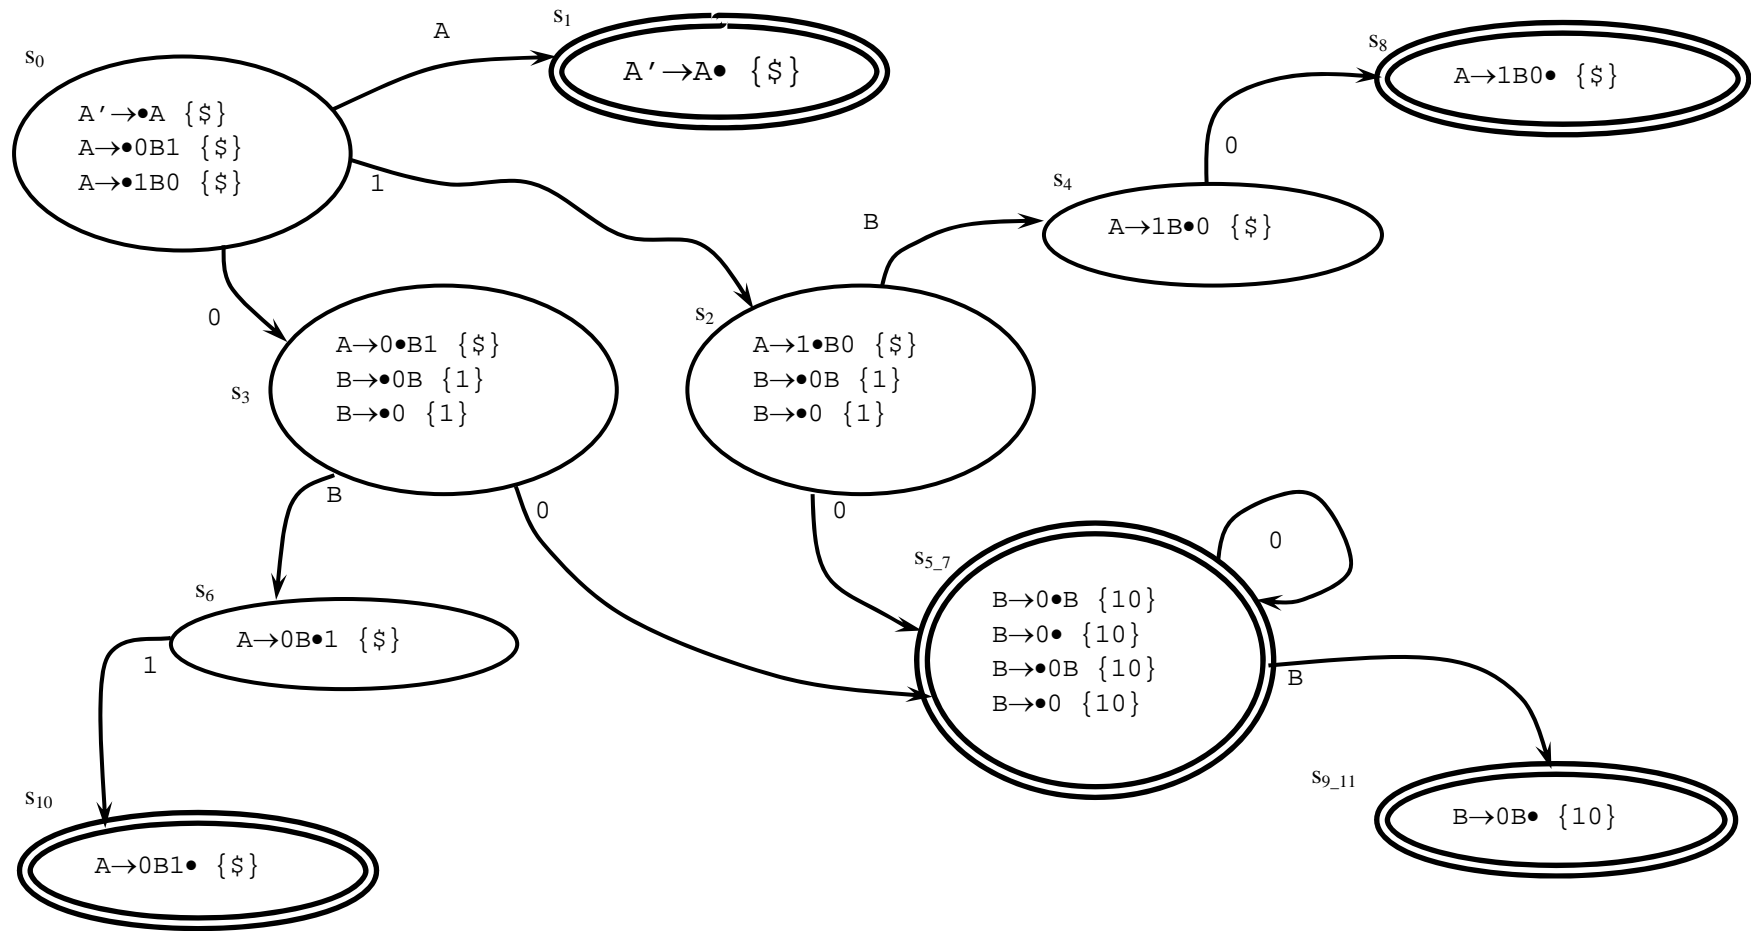 s0
A'→•A {$}
A→•0B1 {$}
A→•1B0 {$}
A
s1
A'→A• {$}
s8
A→1B0• {$}
1
0
s4
A→1B•0 {$}
B
0
s3
A→0•B1 {$}
B→•0B {1}
B→•0 {1}
s2
A→1•B0 {$}
B→•0B {1}
B→•0 {1}
B
0
0
0
s5_7
B→0•B {10}
B→0• {10}
B→•0B {10}
B→•0 {10}
s6
A→0B•1 {$}
1
B
s9_11
B→0B• {10}
s10
A→0B1• {$}